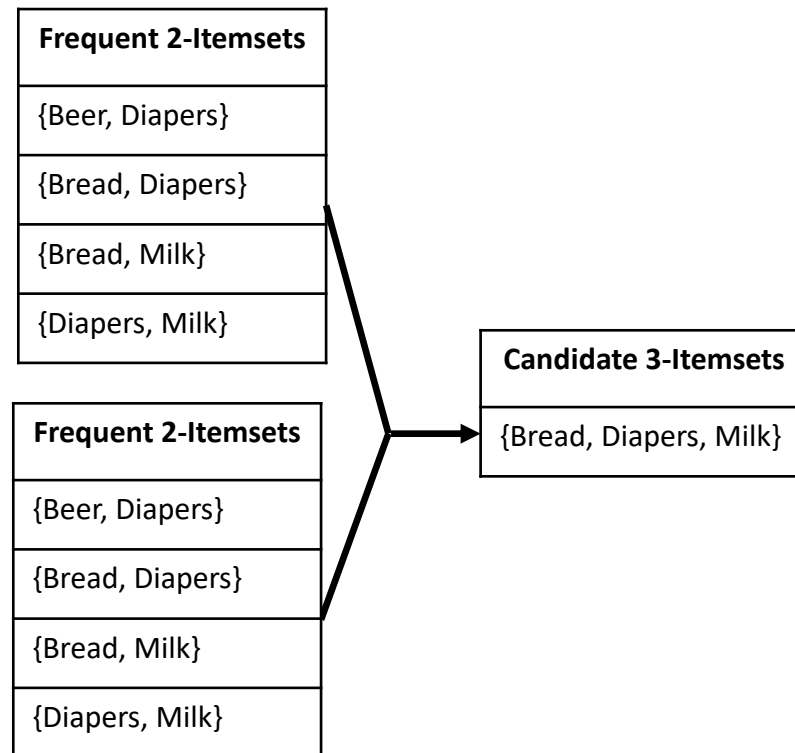 Frequent 2-Itemsets
{Beer, Diapers}
{Bread, Diapers}
{Bread, Milk}
{Diapers, Milk}
Frequent 2-Itemsets
{Beer, Diapers}
{Bread, Diapers}
{Bread, Milk}
{Diapers, Milk}
Candidate 3-Itemsets
{Bread, Diapers, Milk}